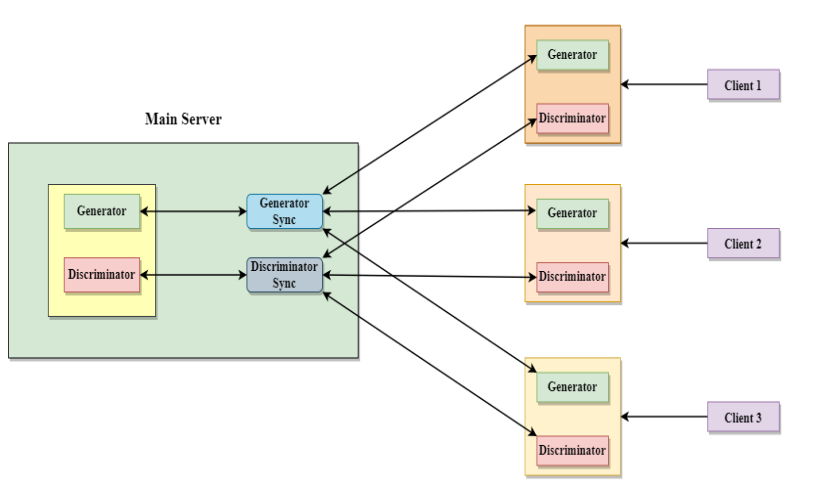 Main Server
Generator
Discriminator
Generator
Sync
Discriminator
Sync
Generator
Discriminator
Client 1
Generator
Discriminator
Client 2
Generator
Discriminator
Client 3